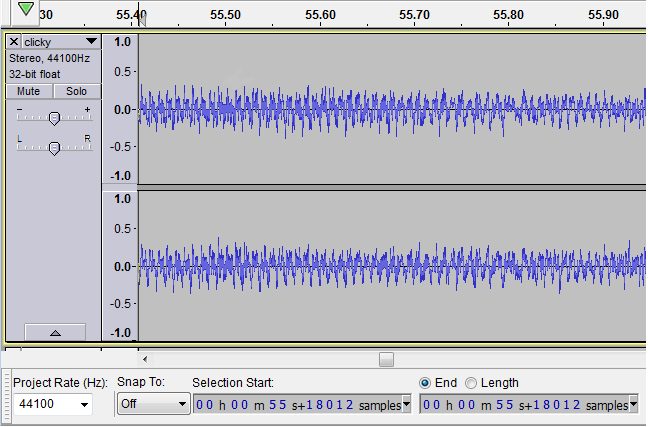 30 55.40 55.50 55.60 55.70 55.80 55.90
clicky
Stereo, 44100Hz
32-bit float
Mute Solo
- +
L R
1.0
0.5-
0.0-
-0.5-
-1.0
1.0
0.5-
0.0-
-0.5-
-1.0
Project Rate (Hz): Snap To: Selection Start: End Length
44100 Off 00 h 00 m 55 s+18012 samples 00 h 00 m 55 s+18012 samples